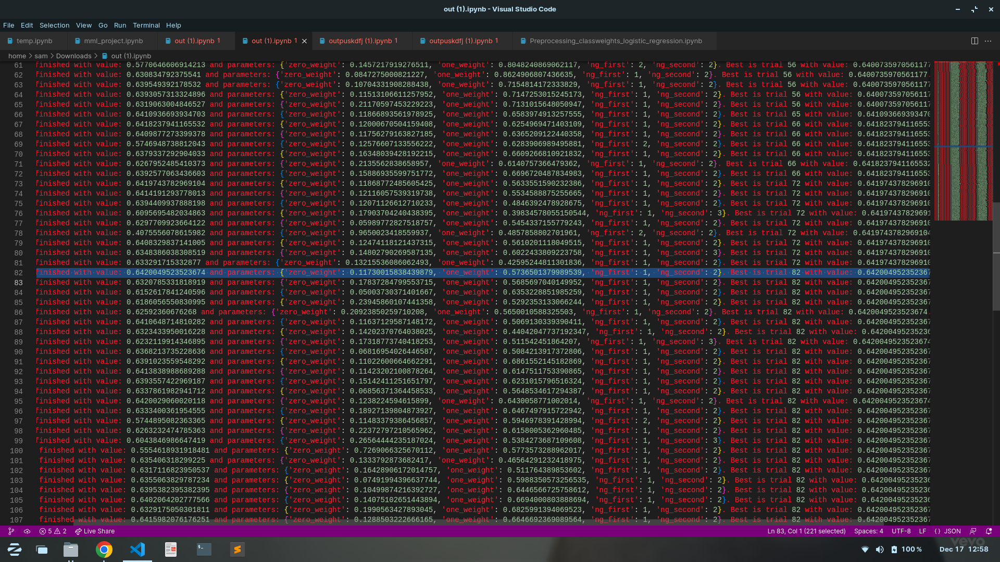 out (1).ipynb - Visual Studio Code
File Edit Selection View Go Run Terminal Help
temp.ipynb mml_project.ipynb out (1).ipynb 1 out (1).ipynb 1 outpuskdfj (1).ipynb 1 outpuskdfj (1).ipynb 1 Preprocessing_classweights_logistic_regression.ipynb
home > sam > Downloads > out (1).ipynb
61 finished with value: 0.5770646606914213 and parameters: {'zero_weight': 0.1457217919276511, 'one_weight': 0.8048240869062117, 'ng_first': 2, 'ng_second': 2}. Best is trial 56 with value: 0.6400735970561177
62 finished with value: 0.630834792375541 and parameters: {'zero_weight': 0.0847275000821227, 'one_weight': 0.8624906807436635, 'ng_first': 1, 'ng_second': 2}. Best is trial 56 with value: 0.6400735970561177.
63 finished with value: 0.639549392178532 and parameters: {'zero_weight': 0.10704331908288438, 'one_weight': 0.7154814172333829, 'ng_first': 1, 'ng_second': 2}. Best is trial 56 with value: 0.6400735970561177
64 finished with value: 0.6393057313324896 and parameters: {'zero_weight': 0.11513106611257952, 'one_weight': 0.7147253015245173, 'ng_first': 1, 'ng_second': 2}. Best is trial 56 with value: 0.640073597056117
65 finished with value: 0.6319063004846527 and parameters: {'zero_weight': 0.21170597453229223, 'one_weight': 0.7131015648050947, 'ng_first': 1, 'ng_second': 2}. Best is trial 56 with value: 0.640073597056117
66 finished with value: 0.6410936693934703 and parameters: {'zero_weight': 0.11866893561978925, 'one_weight': 0.6583974913257555, 'ng_first': 1, 'ng_second': 2}. Best is trial 65 with value: 0.641093669393470
67 finished with value: 0.6418237941165532 and parameters: {'zero_weight': 0.12000670504159408, 'one_weight': 0.6254969471403109, 'ng_first': 1, 'ng_second': 2}. Best is trial 66 with value: 0.641823794116553
68 finished with value: 0.6409877273399378 and parameters: {'zero_weight': 0.11756279163827185, 'one_weight': 0.6365209122440358, 'ng_first': 1, 'ng_second': 2}. Best is trial 66 with value: 0.641823794116553
69 finished with value: 0.5746948738812043 and parameters: {'zero_weight': 0.12576607133556222, 'one_weight': 0.6283906989495881, 'ng_first': 2, 'ng_second': 2}. Best is trial 66 with value: 0.641823794116553
70 finished with value: 0.6379337292904033 and parameters: {'zero_weight': 0.16348039428192215, 'one_weight': 0.6609266810921832, 'ng_first': 1, 'ng_second': 2}. Best is trial 66 with value: 0.641823794116553
71 finished with value: 0.6267952485410373 and parameters: {'zero_weight': 0.2135562838658957, 'one_weight': 0.6140757366479362, 'ng_first': 1, 'ng_second': 2}. Best is trial 66 with value: 0.6418237941165532
72 finished with value: 0.6392577063436603 and parameters: {'zero_weight': 0.15886935599751772, 'one_weight': 0.6696720487834983, 'ng_first': 1, 'ng_second': 2}. Best is trial 66 with value: 0.641823794116553
73 finished with value: 0.6419743782969104 and parameters: {'zero_weight': 0.11868772485605425, 'one_weight': 0.5633551590232386, 'ng_first': 1, 'ng_second': 2}. Best is trial 72 with value: 0.641974378296910
74 finished with value: 0.6414191293778013 and parameters: {'zero_weight': 0.12116057539319738, 'one_weight': 0.5534588875255665, 'ng_first': 1, 'ng_second': 2}. Best is trial 72 with value: 0.641974378296910
75 finished with value: 0.6394409937888198 and parameters: {'zero_weight': 0.12071126612710233, 'one_weight': 0.4846392478928675, 'ng_first': 1, 'ng_second': 2}. Best is trial 72 with value: 0.641974378296910
76 finished with value: 0.6095695482034863 and parameters: {'zero_weight': 0.17903704240438395, 'one_weight': 0.39834578055150544, 'ng_first': 1, 'ng_second': 3}. Best is trial 72 with value: 0.64197437829691
77 finished with value: 0.6297709923664122 and parameters: {'zero_weight': 0.05989772827518757, 'one_weight': 0.5454337155779243, 'ng_first': 1, 'ng_second': 2}. Best is trial 72 with value: 0.641974378296910
78 finished with value: 0.4075556078615982 and parameters: {'zero_weight': 0.9650023418559937, 'one_weight': 0.4857858802701961, 'ng_first': 2, 'ng_second': 2}. Best is trial 72 with value: 0.6419743782969104
79 finished with value: 0.6408329837141005 and parameters: {'zero_weight': 0.12474118121437315, 'one_weight': 0.5610201118049515, 'ng_first': 1, 'ng_second': 2}. Best is trial 72 with value: 0.641974378296910
80 finished with value: 0.6348386038308519 and parameters: {'zero_weight': 0.14802790269587135, 'one_weight': 0.6022433809223758, 'ng_first': 1, 'ng_second': 3}. Best is trial 72 with value: 0.641974378296910
81 finished with value: 0.633291715332877 and parameters: {'zero_weight': 0.13215536086062493, 'one_weight': 0.42595244811301836, 'ng_first': 1, 'ng_second': 2}. Best is trial 72 with value: 0.641974378296910
82 finished with value: 0.6420049523523674 and parameters: {'zero_weight': 0.11730015838439879, 'one_weight': 0.5736501379989539, 'ng_first': 1, 'ng_second': 2}. Best is trial 82 with value: 0.642004952352367
83 finished with value: 0.6320785331818919 and parameters: {'zero_weight': 0.17837284799553715, 'one_weight': 0.5685697040149952, 'ng_first': 1, 'ng_second': 2}. Best is trial 82 with value: 0.642004952352367
84 finished with value: 0.6152617841240596 and parameters: {'zero_weight': 0.05003730371401667, 'one_weight': 0.6353228851985259, 'ng_first': 1, 'ng_second': 2}. Best is trial 82 with value: 0.642004952352367
85 finished with value: 0.6186056550830995 and parameters: {'zero_weight': 0.23945860107441358, 'one_weight': 0.5292353133066244, 'ng_first': 1, 'ng_second': 2}. Best is trial 82 with value: 0.642004952352367
86 finished with value: 0.62592360676268 and parameters: {'zero_weight': 0.20923850259710208, 'one_weight': 0.5650010588325503, 'ng_first': 1, 'ng_second': 2}. Best is trial 82 with value: 0.6420049523523674.
87 finished with value: 0.6410648714810282 and parameters: {'zero_weight': 0.11637129587148172, 'one_weight': 0.5069130339390411, 'ng_first': 1, 'ng_second': 2}. Best is trial 82 with value: 0.642004952352367
88 finished with value: 0.6323433950016228 and parameters: {'zero_weight': 0.14202370764038025, 'one_weight': 0.44042047737192347, 'ng_first': 1, 'ng_second': 2}. Best is trial 82 with value: 0.64200495235236
89 finished with value: 0.6232119914346895 and parameters: {'zero_weight': 0.17318773740418253, 'one_weight': 0.511542451864207, 'ng_first': 1, 'ng_second': 3}. Best is trial 82 with value: 0.6420049523523674
90 finished with value: 0.6368213735228636 and parameters: {'zero_weight': 0.06816954026446587, 'one_weight': 0.5084213917372806, 'ng_first': 1, 'ng_second': 2}. Best is trial 82 with value: 0.642004952352367
91 finished with value: 0.6391023559548292 and parameters: {'zero_weight': 0.11022600664662291, 'one_weight': 0.6861552145182869, 'ng_first': 1, 'ng_second': 2}. Best is trial 82 with value: 0.642004952352367
92 finished with value: 0.6413838988689288 and parameters: {'zero_weight': 0.11423202100878264, 'one_weight': 0.6147511753390865, 'ng_first': 1, 'ng_second': 2}. Best is trial 82 with value: 0.642004952352367
93 finished with value: 0.6393557422969187 and parameters: {'zero_weight': 0.15142411251651797, 'one_weight': 0.6231015796516324, 'ng_first': 1, 'ng_second': 2}. Best is trial 82 with value: 0.642004952352367
94 finished with value: 0.6337861982941712 and parameters: {'zero_weight': 0.06856371364458533, 'one_weight': 0.564853461729​4387, 'ng_first': 1, 'ng_second': 2}. Best is trial 82 with value: 0.642004952352367
95 finished with value: 0.6420029060020118 and parameters: {'zero_weight': 0.1238224594615899, 'one_weight': 0.6430058771002014, 'ng_first': 1, 'ng_second': 2}. Best is trial 82 with value: 0.6420049523523674
96 finished with value: 0.6333400361954555 and parameters: {'zero_weight': 0.18927139804873927, 'one_weight': 0.6467497915722942, 'ng_first': 1, 'ng_second': 2}. Best is trial 82 with value: 0.642004952352367
97 finished with value: 0.5744895082363365 and parameters: {'zero_weight': 0.11483379386456857, 'one_weight': 0.5946978391428994, 'ng_first': 2, 'ng_second': 2}. Best is trial 82 with value: 0.642004952352367
98 finished with value: 0.6263232474785363 and parameters: {'zero_weight': 0.22372797210565962, 'one_weight': 0.6158005362960485, 'ng_first': 1, 'ng_second': 2}. Best is trial 82 with value: 0.642004952352367
99 finished with value: 0.6043846986647419 and parameters: {'zero_weight': 0.26564444235187024, 'one_weight': 0.5384273687109608, 'ng_first': 1, 'ng_second': 3}. Best is trial 82 with value: 0.642004952352367
100 finished with value: 0.5554618931918481 and parameters: {'zero_weight': 0.7269066325670112, 'one_weight': 0.5773573288962017, 'ng_first': 1, 'ng_second': 2}. Best is trial 82 with value: 0.642004952352367
101 finished with value: 0.635406318299225 and parameters: {'zero_weight': 0.1333792873682417, 'one_weight': 0.46564291232418975, 'ng_first': 1, 'ng_second': 2}. Best is trial 82 with value: 0.642004952352367
102 finished with value: 0.6317116823950537 and parameters: {'zero_weight': 0.16428906172014757, 'one_weight': 0.511764389853602, 'ng_first': 1, 'ng_second': 2}. Best is trial 82 with value: 0.642004952352367
103 finished with value: 0.6355063829787234 and parameters: {'zero_weight': 0.07491994396637744, 'one_weight': 0.598835057​3256535, 'ng_first': 1, 'ng_second': 2}. Best is trial 82 with value: 0.64200495235236
104 finished with value: 0.6395382395382395 and parameters: {'zero_weight': 0.10499874216392727, 'one_weight': 0.6446566725758612, 'ng_first': 1, 'ng_second': 2}. Best is trial 82 with value: 0.64200495235236
105 finished with value: 0.6402064202777566 and parameters: {'zero_weight': 0.14075102651443894, 'one_weight': 0.6694000803888694, 'ng_first': 1, 'ng_second': 2}. Best is trial 82 with value: 0.64200495235236
106 finished with value: 0.6329175050301811 and parameters: {'zero_weight': 0.1990563427893045, 'one_weight': 0.6825991394069523, 'ng_first': 1, 'ng_second': 2}. Best is trial 82 with value: 0.642004952352367
107 finished with value: 0.6415982076176251 and parameters: {'zero_weight': 0.1288503222666165, 'one_weight': 0.6646692369089564, 'ng_first': 1, 'ng_second': 2}. Best is trial 82 with value: 0.642004952352367
5 2 Live Share Ln 83, Col 1 (221 selected) Spaces: 4 UTF-8 LF {} JSON
vevo
100 % Dec 17 12:58